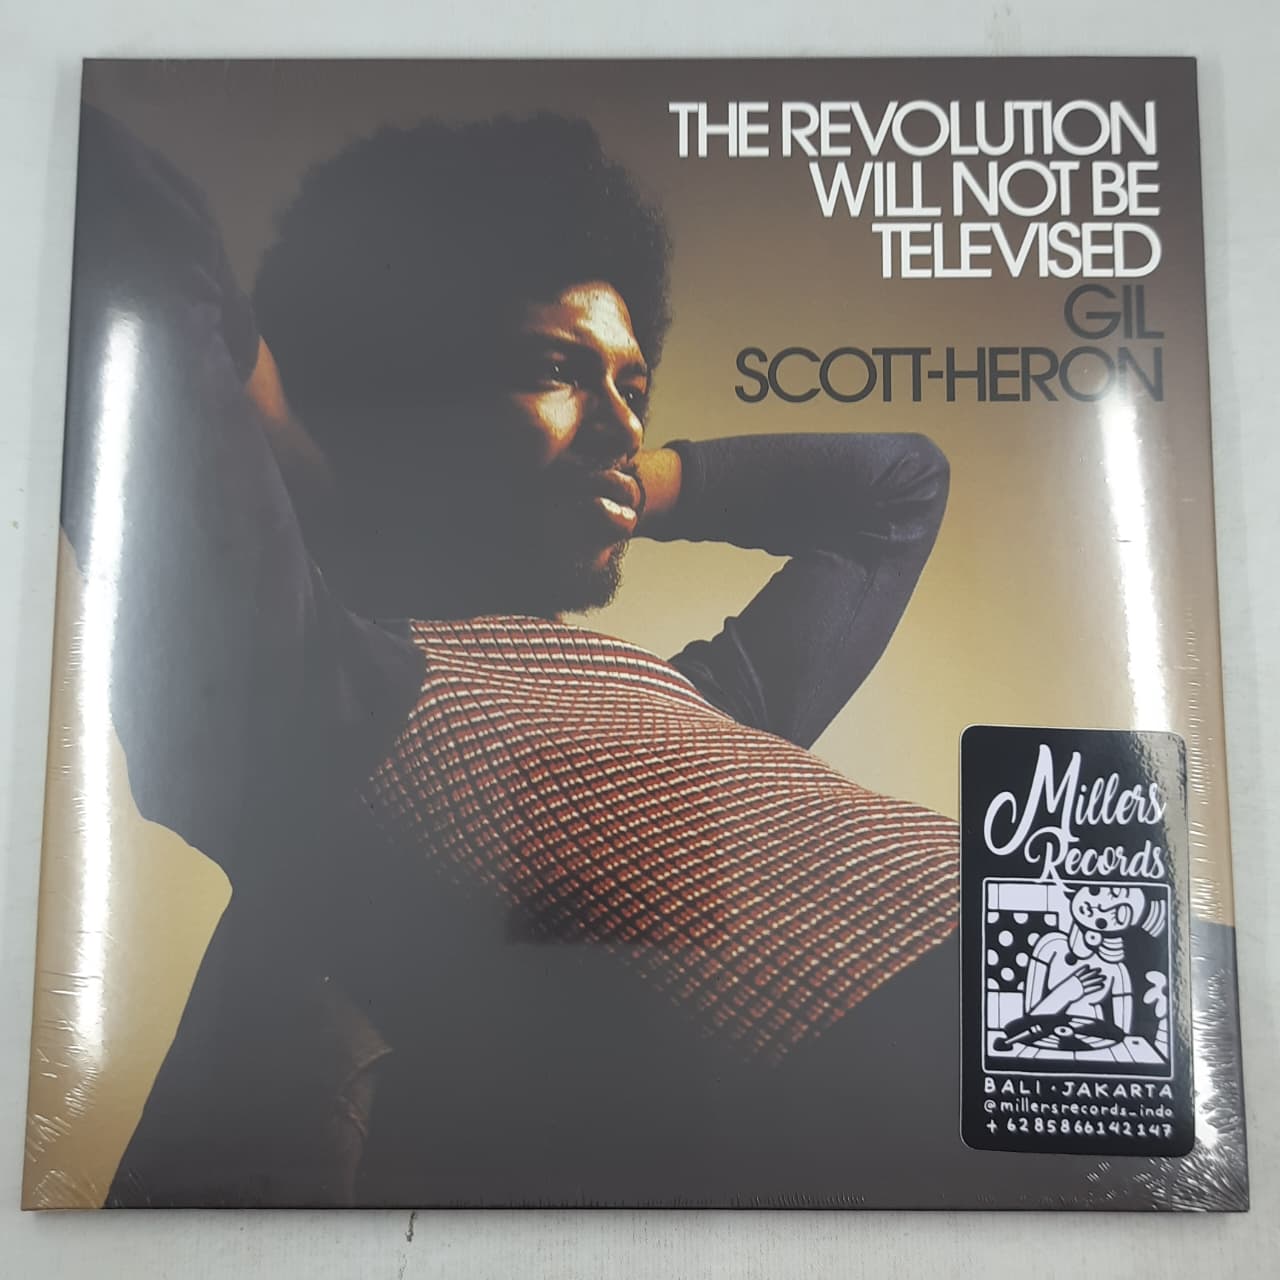 THE REVOLUTION
WILL NOT BE
TELEVISED
GIL
SCOTT-HERON
Millers
Records
BALI · JAKARTA
@millersrecords_indo
+ 6285866142147